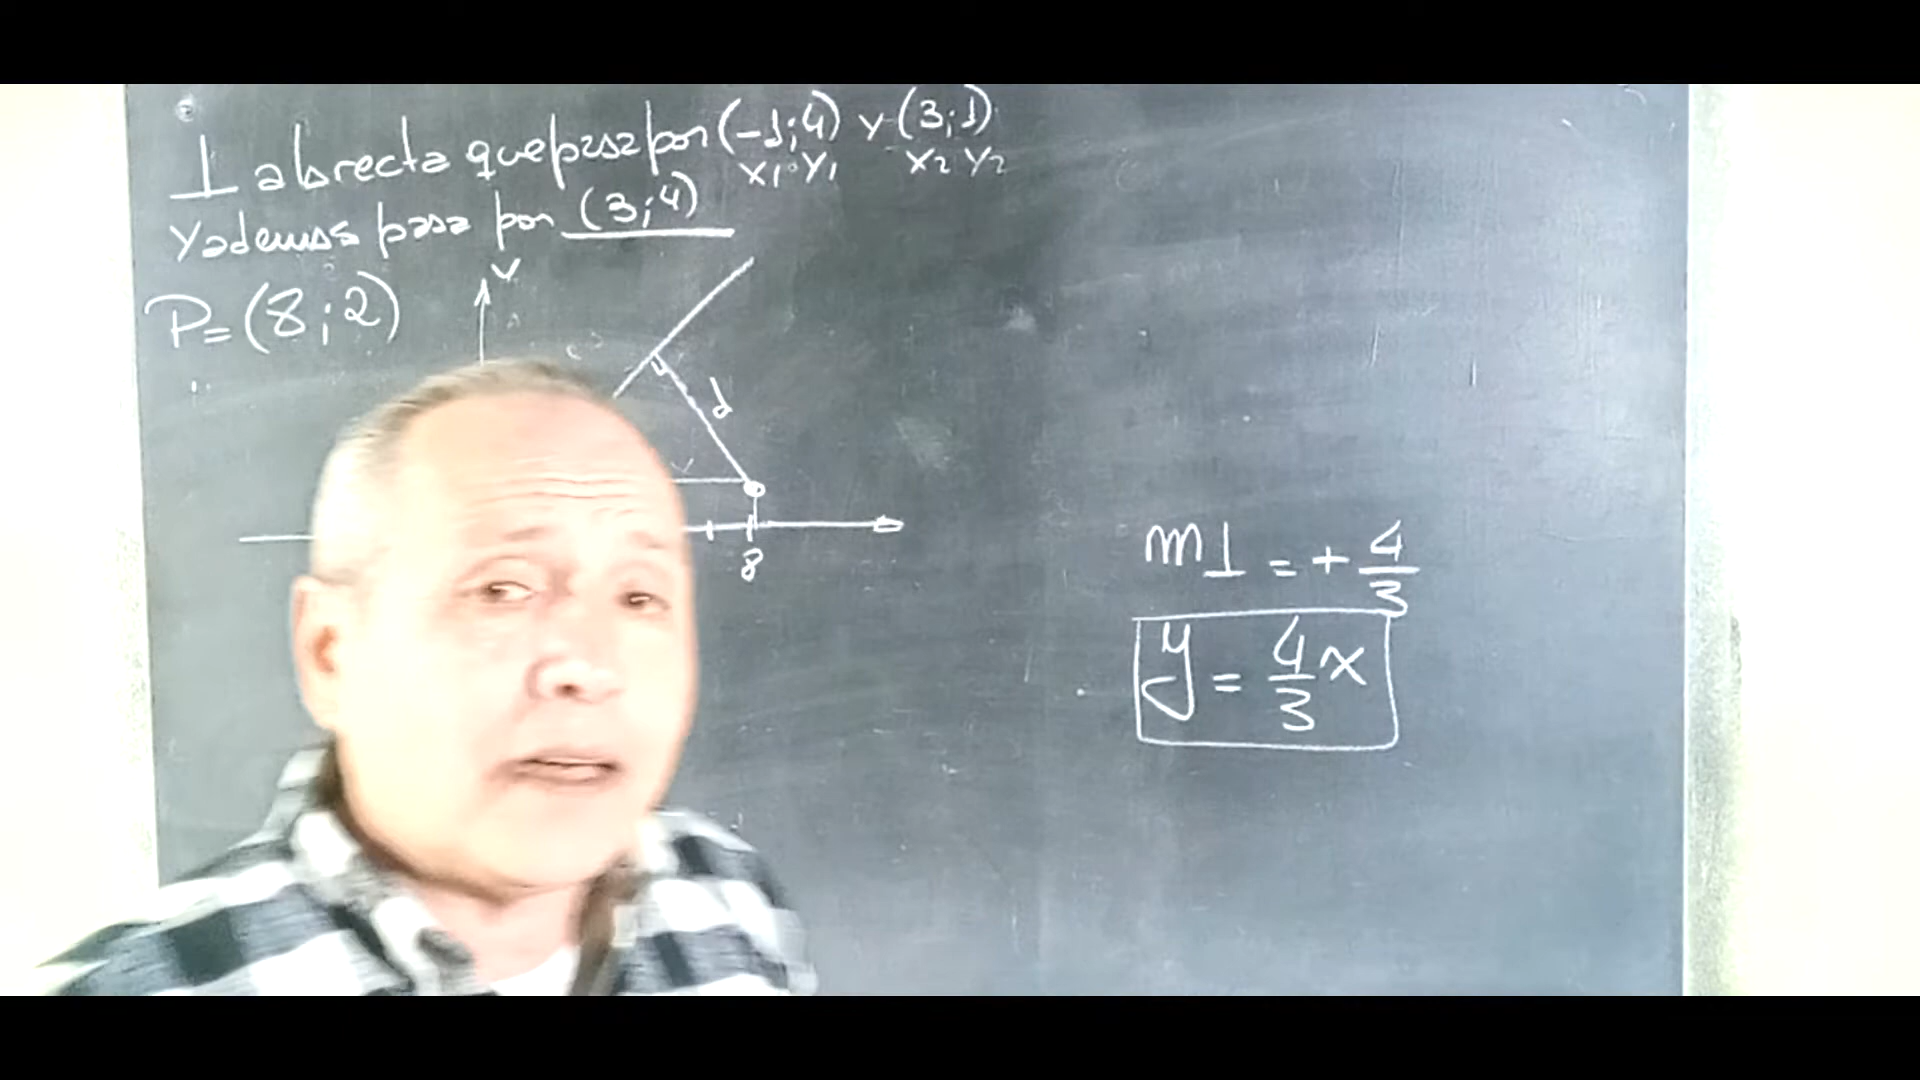 ⊥ a la recta que pasa por (-1;4) y (3;1)
x₁ y₁ x₂ y₂
y además pasa por (3;4)
P=(8;2)
y
d
8
m⊥ = + 4/3
y = 4/3 x